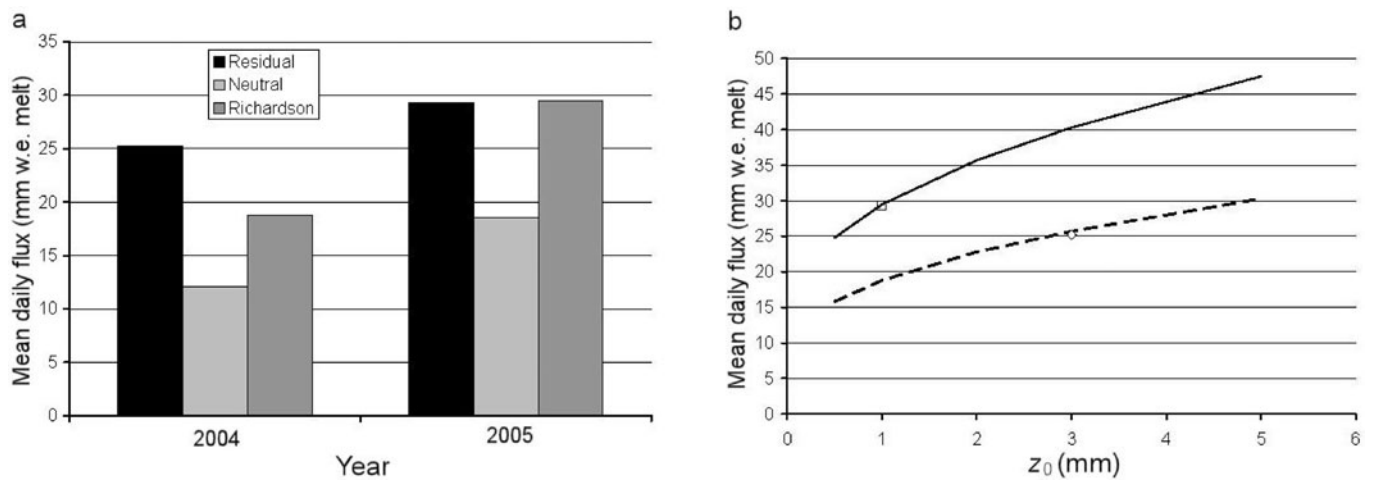 a
Mean daily flux (mm w.e. melt)
35
30
25
20
15
10
5
0
Residual
Neutral
Richardson
2004
2005
Year
b
Mean daily flux (mm w.e. melt)
50
45
40
35
30
25
20
15
10
5
0
0 1 2 3 4 5 6
z₀ (mm)